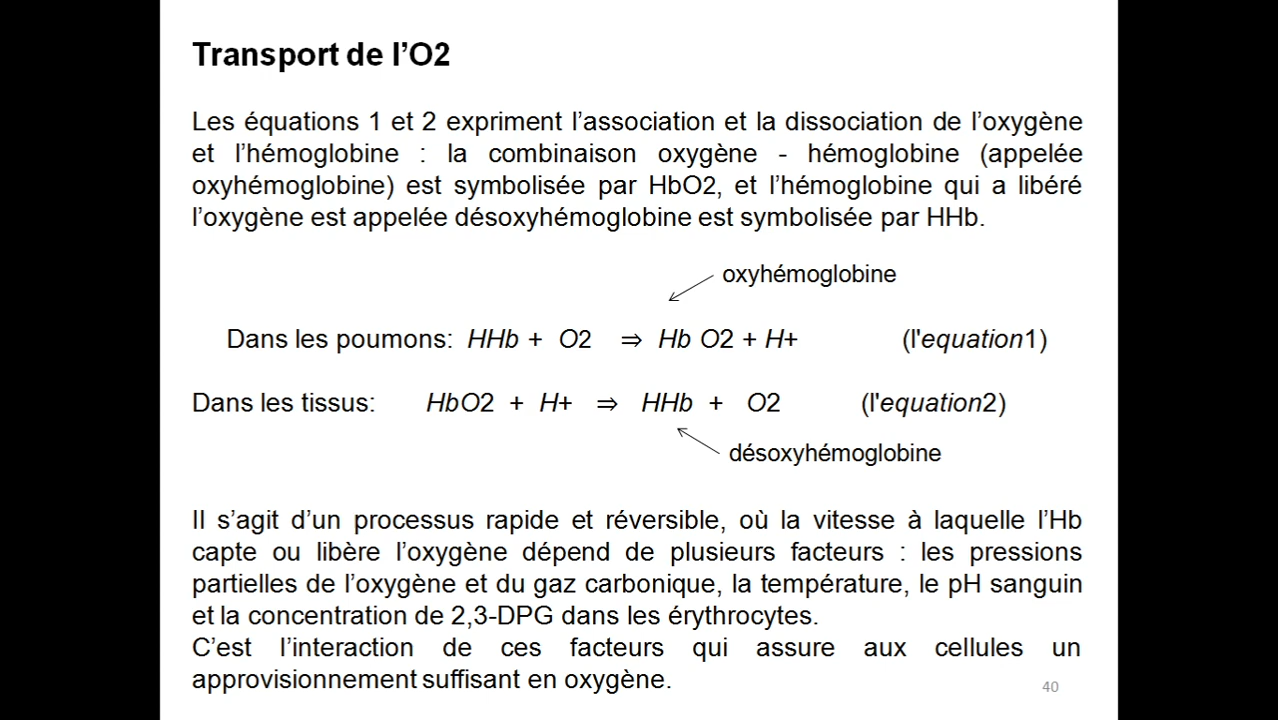 Transport de l’O2
Les équations 1 et 2 expriment l’association et la dissociation de l’oxygène
et l’hémoglobine : la combinaison oxygène - hémoglobine (appelée
oxyhémoglobine) est symbolisée par HbO2, et l’hémoglobine qui a libéré
l’oxygène est appelée désoxyhémoglobine est symbolisée par HHb.
oxyhémoglobine
Dans les poumons: HHb + O2 ⇒ Hb O2 + H+ (l'equation1)
Dans les tissus: HbO2 + H+ ⇒ HHb + O2 (l'equation2)
désoxyhémoglobine
Il s’agit d’un processus rapide et réversible, où la vitesse à laquelle l’Hb
capte ou libère l’oxygène dépend de plusieurs facteurs : les pressions
partielles de l’oxygène et du gaz carbonique, la température, le pH sanguin
et la concentration de 2,3-DPG dans les érythrocytes.
C’est l’interaction de ces facteurs qui assure aux cellules un
approvisionnement suffisant en oxygène.
40